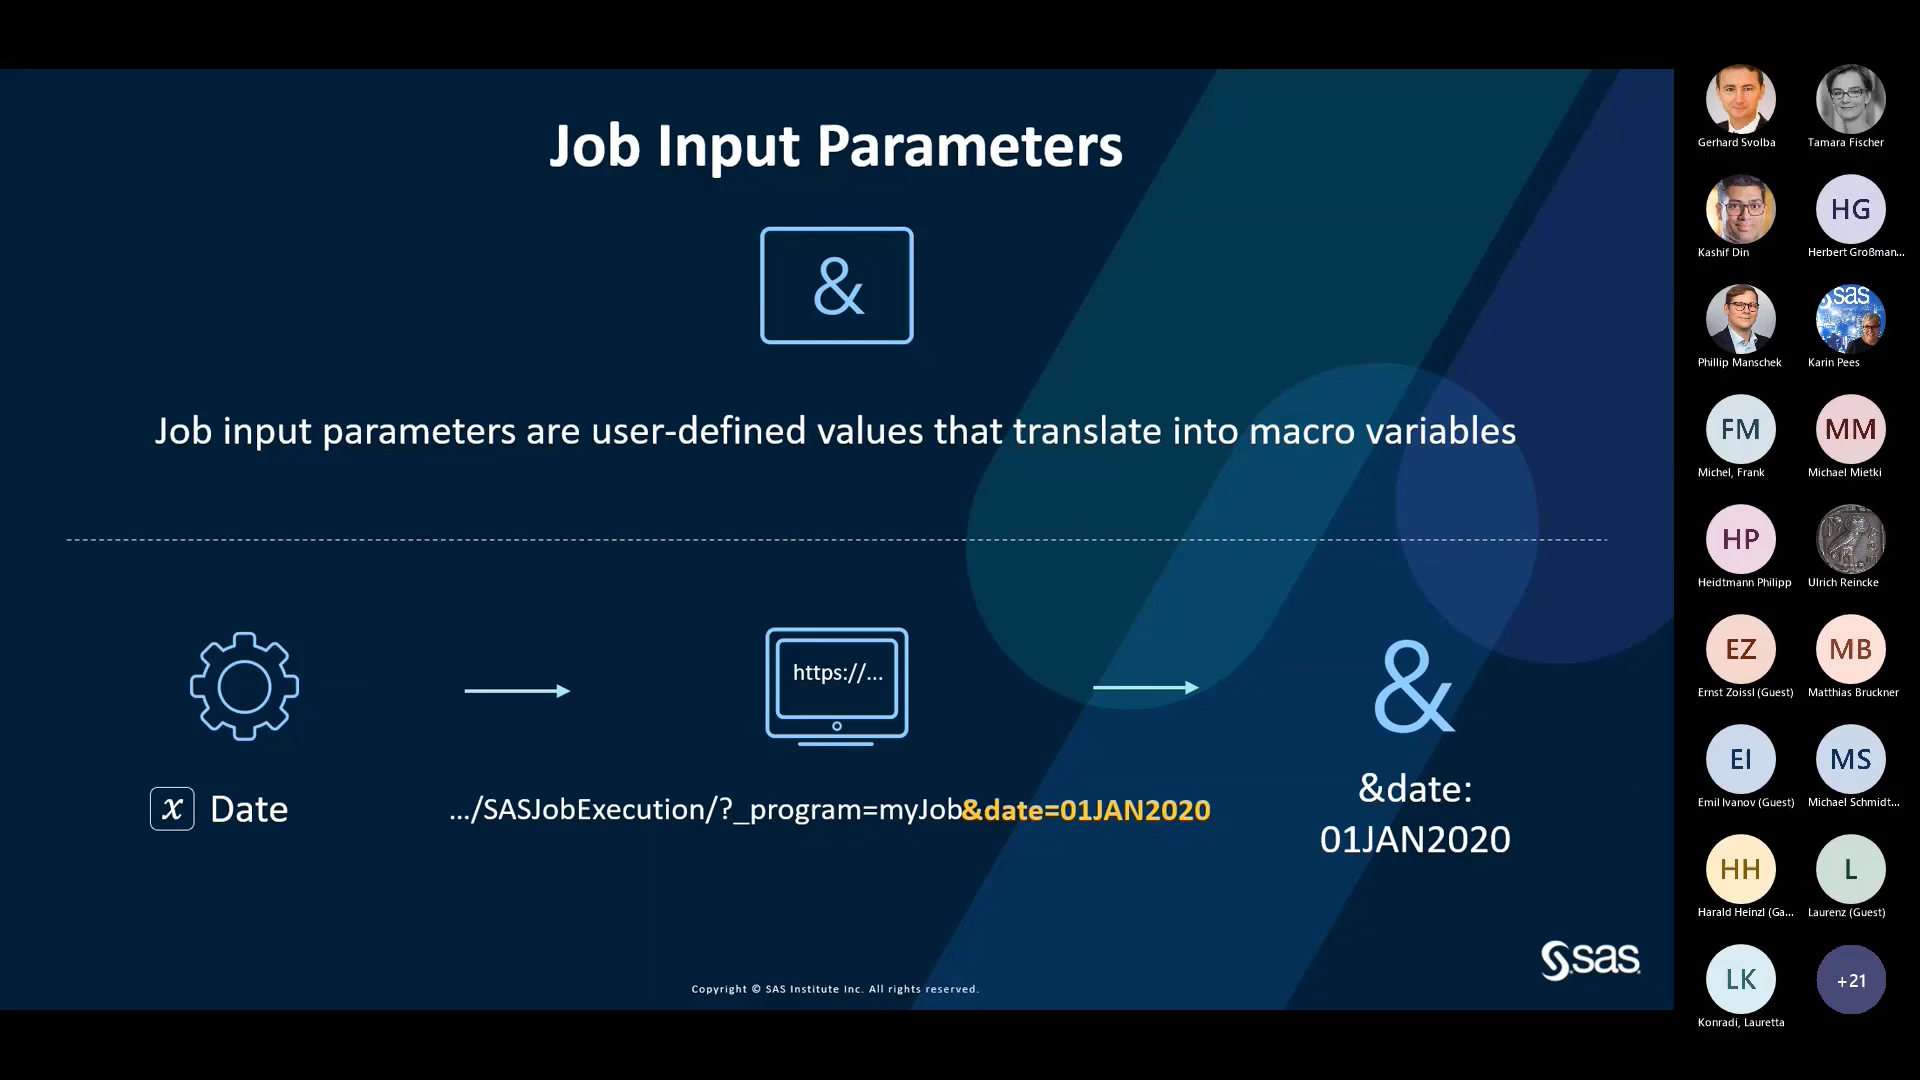 Job Input Parameters
&
Job input parameters are user-defined values that translate into macro variables
https://...
&
x Date
.../SASJobExecution/?_program=myJob&date=01JAN2020
&date:
01JAN2020
Copyright © SAS Institute Inc. All rights reserved.
sas
Gerhard Svolba
Tamara Fischer
Kashif Din
HG
Herbert Großman...
Phillip Manschek
sas
Karin Pees
FM
Michel, Frank
MM
Michael Mietki
HP
Heidtmann Philipp
Ulrich Reincke
EZ
Ernst Zoissl (Guest)
MB
Matthias Bruckner
EI
Emil Ivanov (Guest)
MS
Michael Schmidt...
HH
Harald Heinzl (Ga...
L
Laurenz (Guest)
LK
Konradi, Lauretta
+21